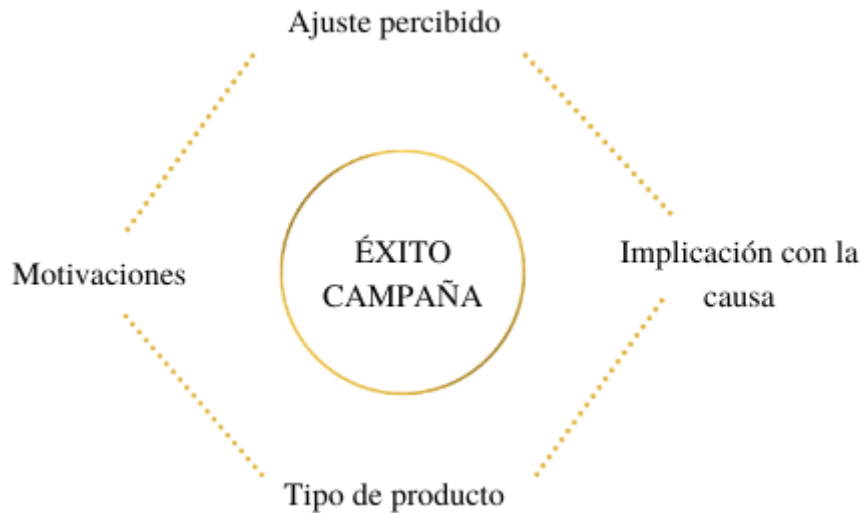 Ajuste percibido
Motivaciones
ÉXITO
CAMPAÑA
Implicación con la
causa
Tipo de producto